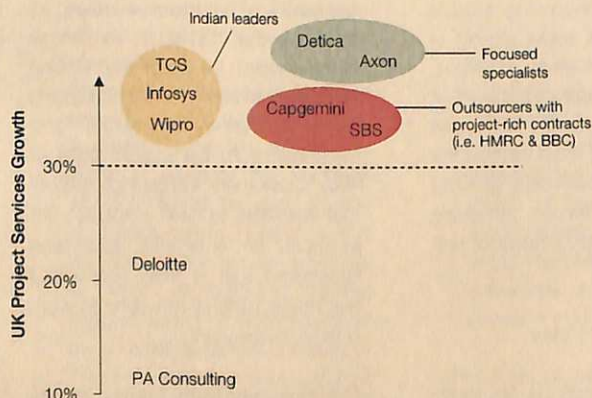 Indian leaders
Detica
Axon
Focused
specialists
TCS
Infosys
Wipro
Capgemini
SBS
Outsourcers with
project-rich contracts
(i.e. HMRC & BBC)
UK Project Services Growth
30%
Deloitte
20%
PA Consulting
10%